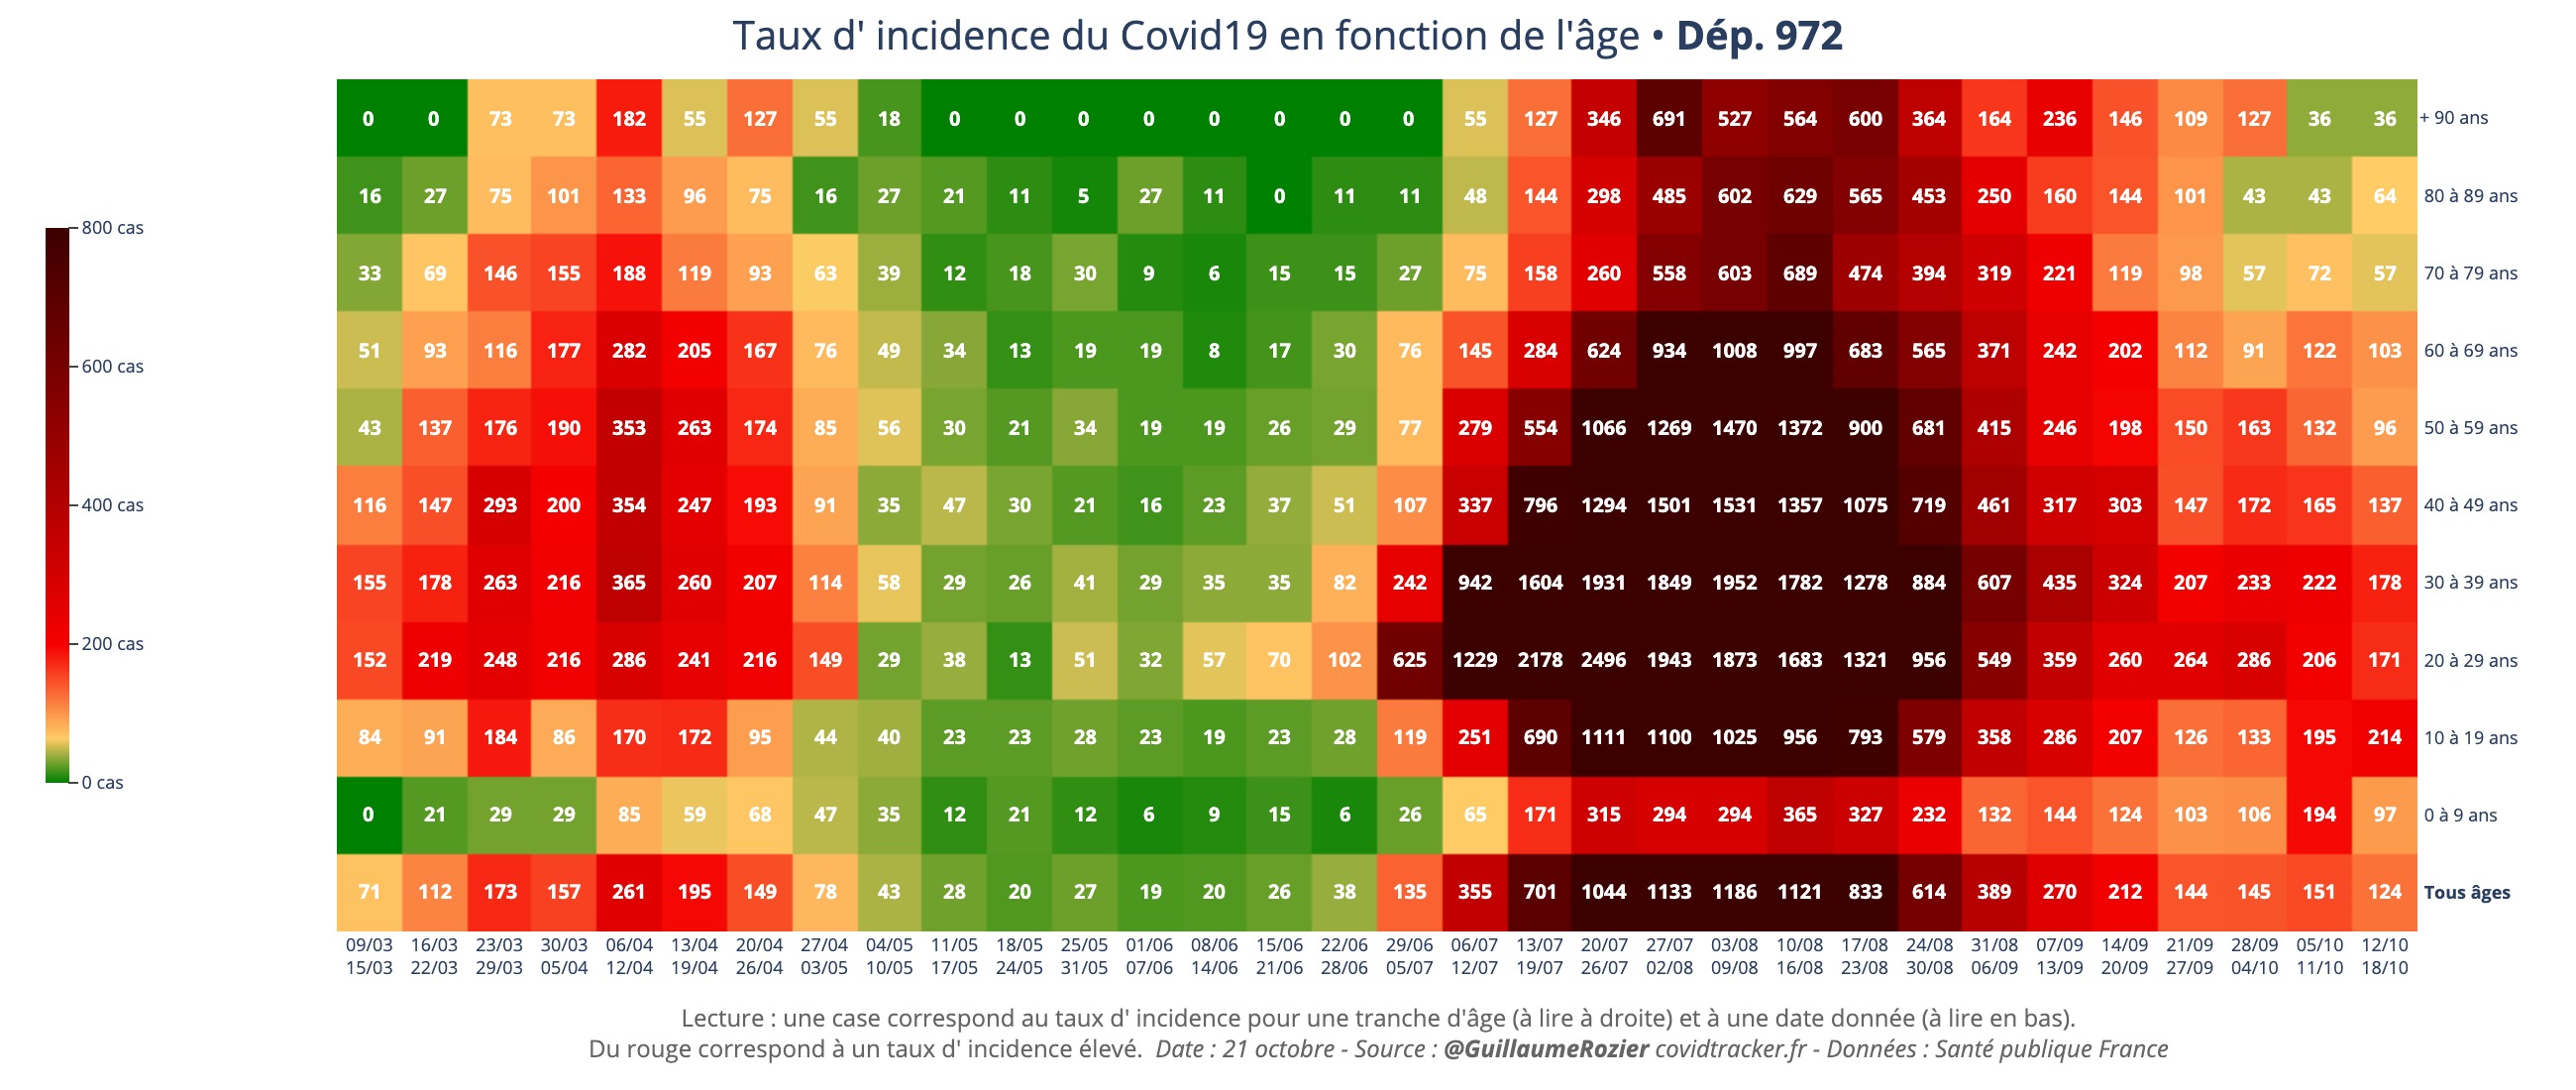 Taux d' incidence du Covid19 en fonction de l'âge • Dép. 972
800 cas
600 cas
400 cas
200 cas
0 cas
0 0 73 73 182 55 127 55 18 0 0 0 0 0 0 0 0 55 127 346 691 527 564 600 364 164 236 146 109 127 36 36 + 90 ans
16 27 75 101 133 96 75 16 27 21 11 5 27 11 0 11 11 48 144 298 485 602 629 565 453 250 160 144 101 43 43 64 80 à 89 ans
33 69 146 155 188 119 93 63 39 12 18 30 9 6 15 15 27 75 158 260 558 603 689 474 394 319 221 119 98 57 72 57 70 à 79 ans
51 93 116 177 282 205 167 76 49 34 13 19 19 8 17 30 76 145 284 624 934 1008 997 683 565 371 242 202 112 91 122 103 60 à 69 ans
43 137 176 190 353 263 174 85 56 30 21 34 19 19 26 29 77 279 554 1066 1269 1470 1372 900 681 415 246 198 150 163 132 96 50 à 59 ans
116 147 293 200 354 247 193 91 35 47 30 21 16 23 37 51 107 337 796 1294 1501 1531 1357 1075 719 461 317 303 147 172 165 137 40 à 49 ans
155 178 263 216 365 260 207 114 58 29 26 41 29 35 35 82 242 942 1604 1931 1849 1952 1782 1278 884 607 435 324 207 233 222 178 30 à 39 ans
152 219 248 216 286 241 216 149 29 38 13 51 32 57 70 102 625 1229 2178 2496 1943 1873 1683 1321 956 549 359 260 264 286 206 171 20 à 29 ans
84 91 184 86 170 172 95 44 40 23 23 28 23 19 23 28 119 251 690 1111 1100 1025 956 793 579 358 286 207 126 133 195 214 10 à 19 ans
0 21 29 29 85 59 68 47 35 12 21 12 6 9 15 6 26 65 171 315 294 294 365 327 232 132 144 124 103 106 194 97 0 à 9 ans
71 112 173 157 261 195 149 78 43 28 20 27 19 20 26 38 135 355 701 1044 1133 1186 1121 833 614 389 270 212 144 145 151 124 Tous âges
09/03 16/03 23/03 30/03 06/04 13/04 20/04 27/04 04/05 11/05 18/05 25/05 01/06 08/06 15/06 22/06 29/06 06/07 13/07 20/07 27/07 03/08 10/08 17/08 24/08 31/08 07/09 14/09 21/09 28/09 05/10 12/10
15/03 22/03 29/03 05/04 12/04 19/04 26/04 03/05 10/05 17/05 24/05 31/05 07/06 14/06 21/06 28/06 05/07 12/07 19/07 26/07 02/08 09/08 16/08 23/08 30/08 06/09 13/09 20/09 27/09 04/10 11/10 18/10
Lecture : une case correspond au taux d' incidence pour une tranche d'âge (à lire à droite) et à une date donnée (à lire en bas).
Du rouge correspond à un taux d' incidence élevé. Date : 21 octobre - Source : @GuillaumeRozier covidtracker.fr - Données : Santé publique France